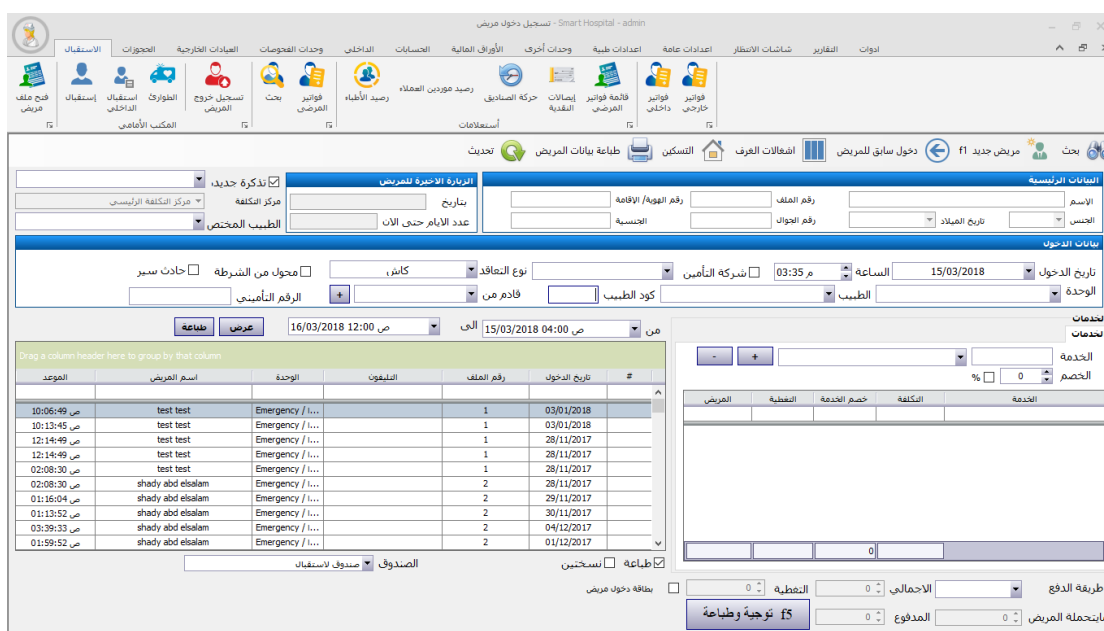 Smart Hospital - admin - تسجيل دخول مريض
الاستقبال الحجوزات العيادات الخارجية وحدات الفحوصات الداخلي الحسابات الأوراق المالية وحدات أخرى اعدادات طبية اعدادات عامة شاشات الانتظار التقارير ادوات
فتح ملف مريض إستقبال استقبال الداخلي الطوارئ تسجيل خروج المريض بحث فواتير المرضى رصيد الأطباء رصيد موردين العملاء حركة الصناديق إيصالات النقدية قائمة فواتير المرضي فواتير داخلي فواتير خارجي
المكتب الأمامي أستعلامات
بحث مريض جديد f1 دخول سابق للمريض اشغالات الغرف التسكين طباعة بيانات المريض تحديث
البيانات الرئيسية
الاسم رقم الملف رقم الهوية/ الإقامة
الجنس تاريخ الميلاد رقم الجوال الجنسية
الزيارة الاخيرة للمريض
بتاريخ
عدد الايام حتى الان
تذكرة جديد،
مركز التكلفة مركز التكلفة الرئيسى
الطبيب المختص
بيانات الدخول
تاريخ الدخول 15/03/2018 الساعة 03:35 م شركة التأمين نوع التعاقد كاش محول من الشرطة حادث سير
الوحدة الطبيب كود الطبيب قادم من + الرقم التأميني
لخدمات
لخدمات
الخدمة + -
الخصم 0 %
الخدمة التكلفة خصم الخدمة التغطية المريض
0
من 15/03/2018 04:00 ص الى 16/03/2018 12:00 ص عرض طباعة
Drag a column header here to group by that column
# تاريخ الدخول رقم الملف التليفون الوحدة اسم المريض الموعد
03/01/2018 1 Emergency / ا... test test 10:06:49 ص
03/01/2018 1 Emergency / ا... test test 10:13:45 ص
28/11/2017 1 Emergency / ا... test test 12:14:49 ص
28/11/2017 1 Emergency / ا... test test 12:14:49 ص
28/11/2017 1 Emergency / ا... test test 02:08:30 ص
28/11/2017 2 Emergency / ا... shady abd elsalam 02:08:30 ص
29/11/2017 2 Emergency / ا... shady abd elsalam 01:16:04 ص
30/11/2017 2 Emergency / ا... shady abd elsalam 01:13:52 ص
04/12/2017 2 Emergency / ا... shady abd elsalam 03:39:33 ص
01/12/2017 2 Emergency / ا... shady abd elsalam 01:59:52 ص
طباعة نسختين الصندوق صندوق لاستقبال
طريقة الدفع الاجمالي 0 التغطية 0 بطاقة دخول مريض
مايتحملة المريض 0 المدفوع 0 f5 توجية وطباعة